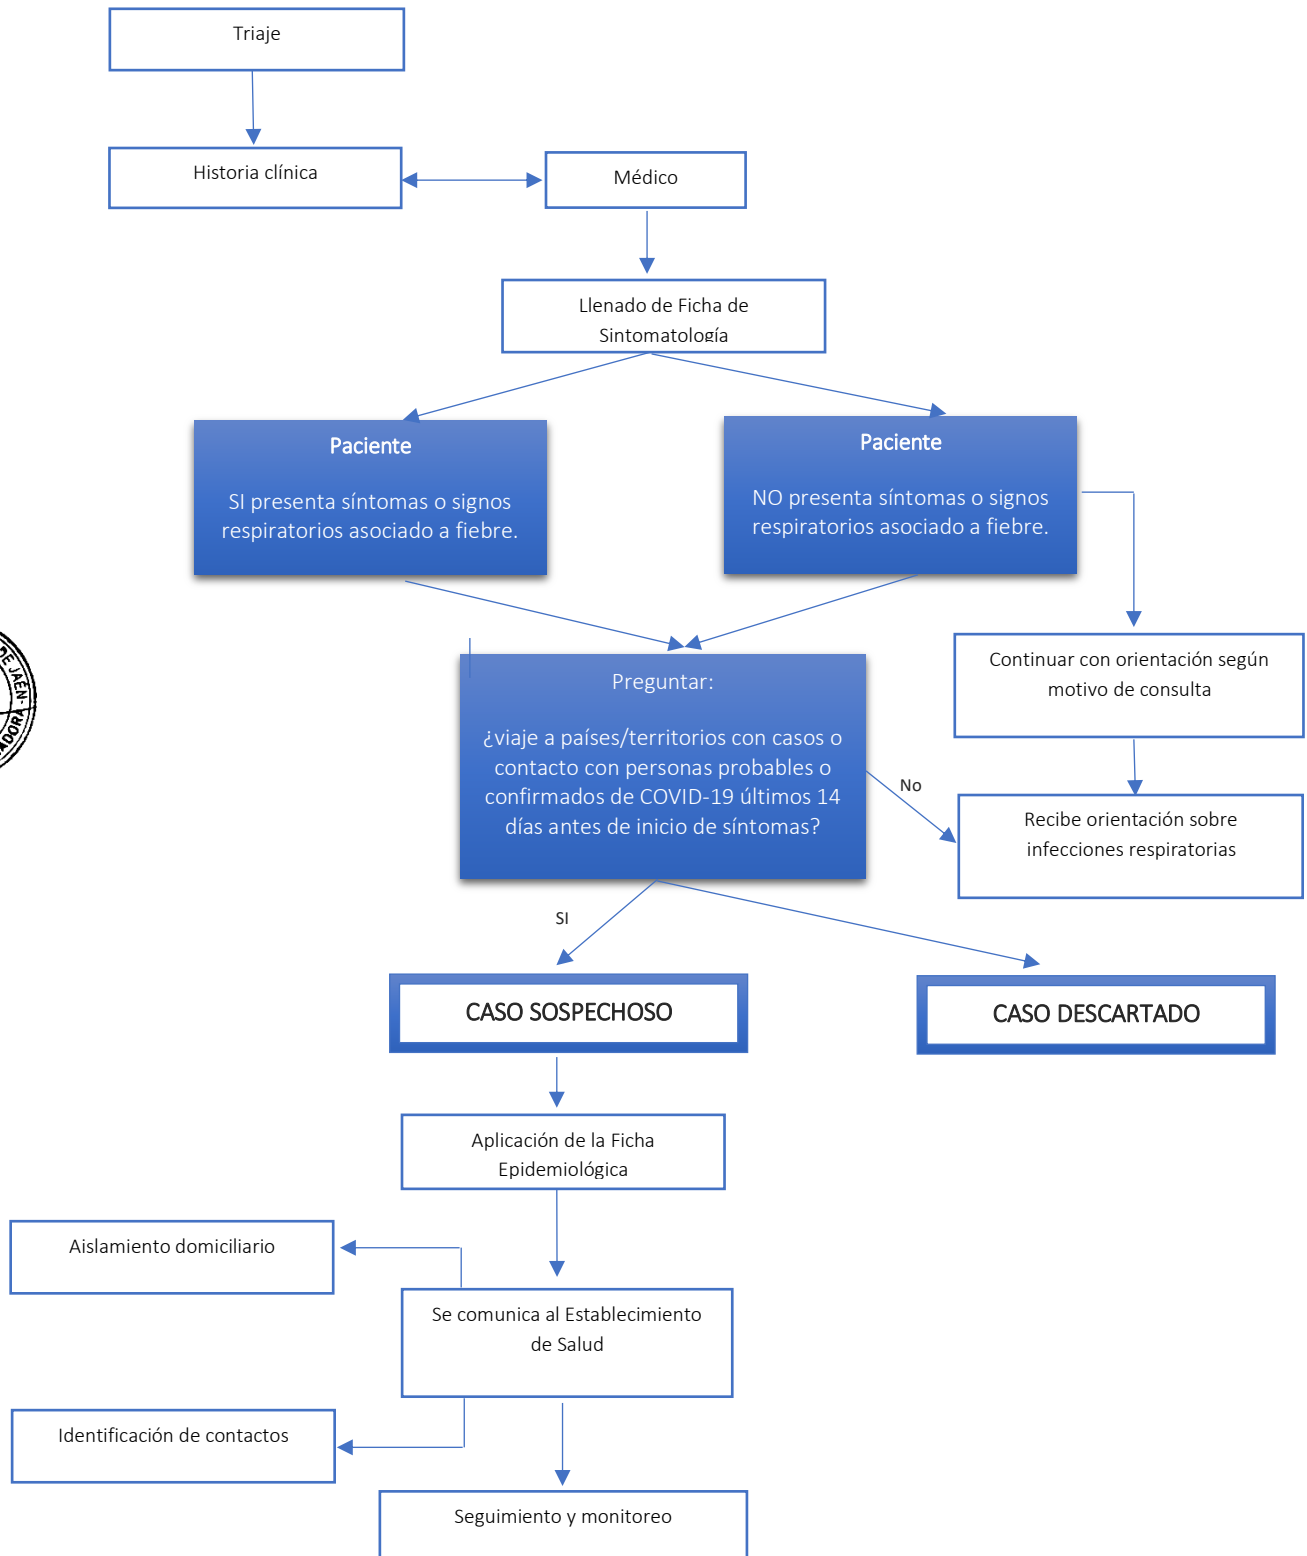 Triaje
Historia clínica
Médico
Llenado de Ficha de
Sintomatología
Paciente
SI presenta síntomas o signos
respiratorios asociado a fiebre.
Paciente
NO presenta síntomas o signos
respiratorios asociado a fiebre.
Continuar con orientación según
motivo de consulta
Preguntar:
¿viaje a países/territorios con casos o
contacto con personas probables o
confirmados de COVID-19 últimos 14
días antes de inicio de síntomas?
No
Recibe orientación sobre
infecciones respiratorias
SI
CASO SOSPECHOSO
CASO DESCARTADO
Aplicación de la Ficha
Epidemiológica
Aislamiento domiciliario
Se comunica al Establecimiento
de Salud
Identificación de contactos
Seguimiento y monitoreo
DE JAÉN-